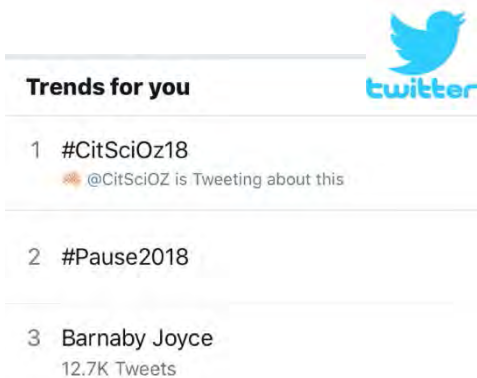 twitter
Trends for you
1 #CitSciOz18
@CitSciOZ is Tweeting about this
2 #Pause2018
3 Barnaby Joyce
12.7K Tweets